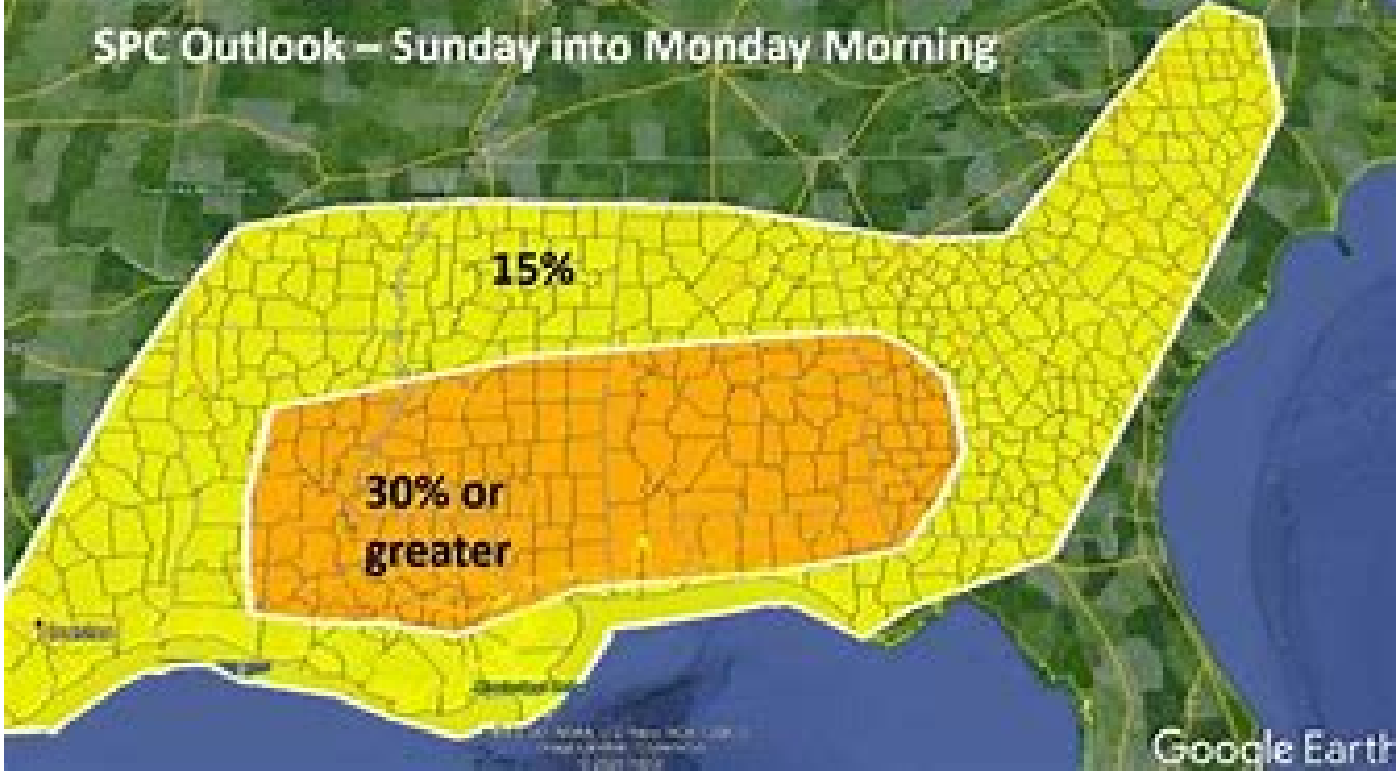 SPC Outlook – Sunday into Monday Morning
15%
30% or
greater
Google Earth